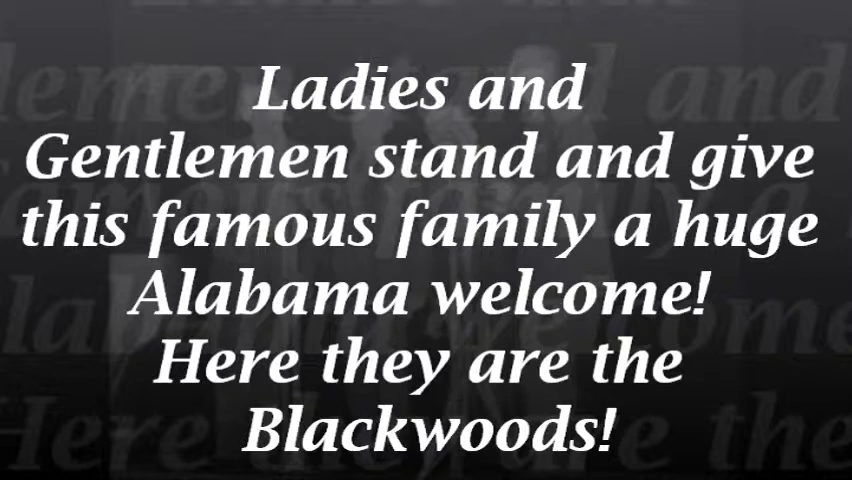 Ladies and
Gentlemen stand and give
this famous family a huge
Alabama welcome!
Here they are the
Blackwoods!